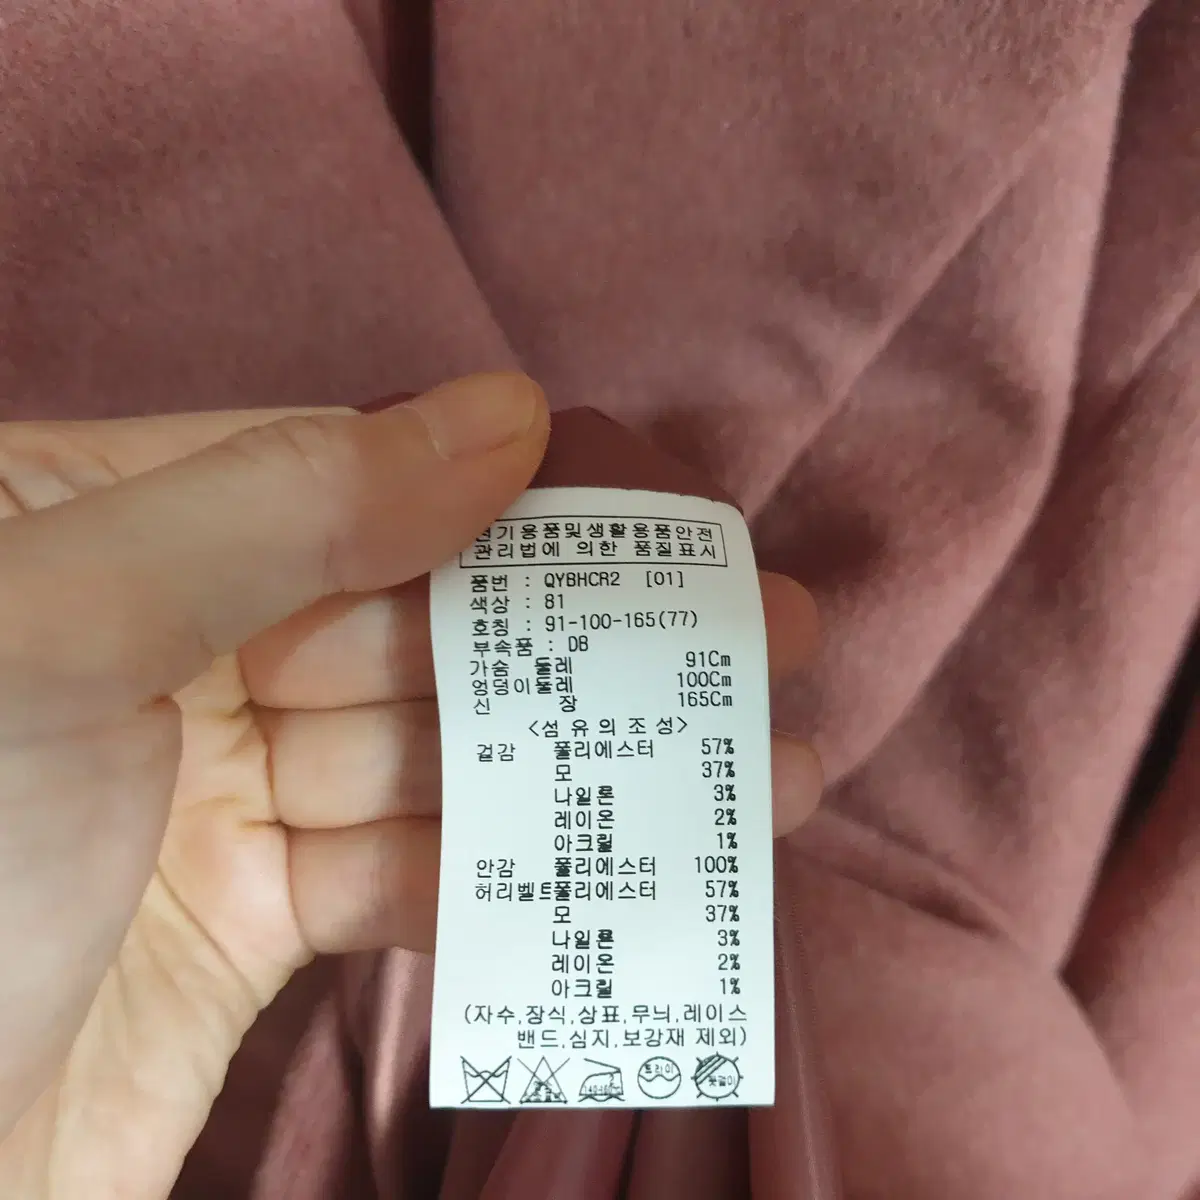 전기용품및생활용품안전
관리법에 의한 품질표시
품번 : QYBHCR2 [01]
색상 : 81
호칭 : 91-100-165(77)
부속품 : DB
가슴 둘레 91Cm
엉덩이둘레 100Cm
신 장 165Cm
<섬 유 의 조 성>
겉감 폴리에스터 57%
모 37%
나일론 3%
레이온 2%
아크릴 1%
안감 폴리에스터 100%
허리벨트폴리에스터 57%
모 37%
나일론 3%
레이온 2%
아크릴 1%
(자수,장식,상표,무늬,레이스
밴드,심지,보강재 제외)
드라이
옷걸이